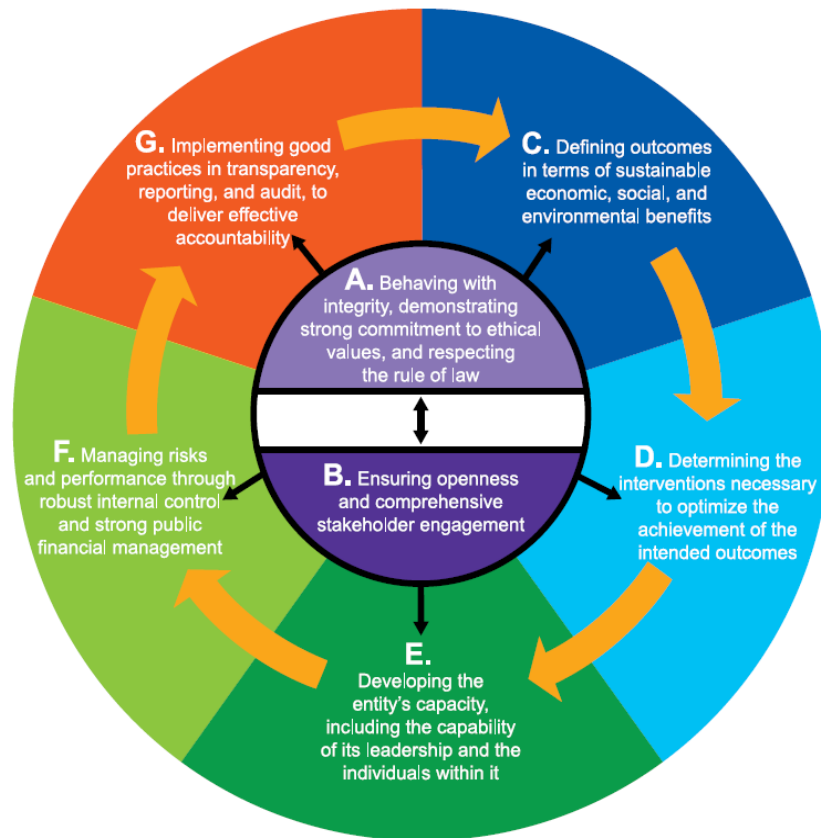 G. Implementing good
practices in transparency,
reporting, and audit, to
deliver effective
accountability
C. Defining outcomes
in terms of sustainable
economic, social, and
environmental benefits
A. Behaving with
integrity, demonstrating
strong commitment to ethical
values, and respecting
the rule of law
F. Managing risks
and performance through
robust internal control
and strong public
financial management
B. Ensuring openness
and comprehensive
stakeholder engagement
D. Determining the
interventions necessary
to optimize the
achievement of the
intended outcomes
E.
Developing the
entity's capacity,
including the capability
of its leadership and the
individuals within it